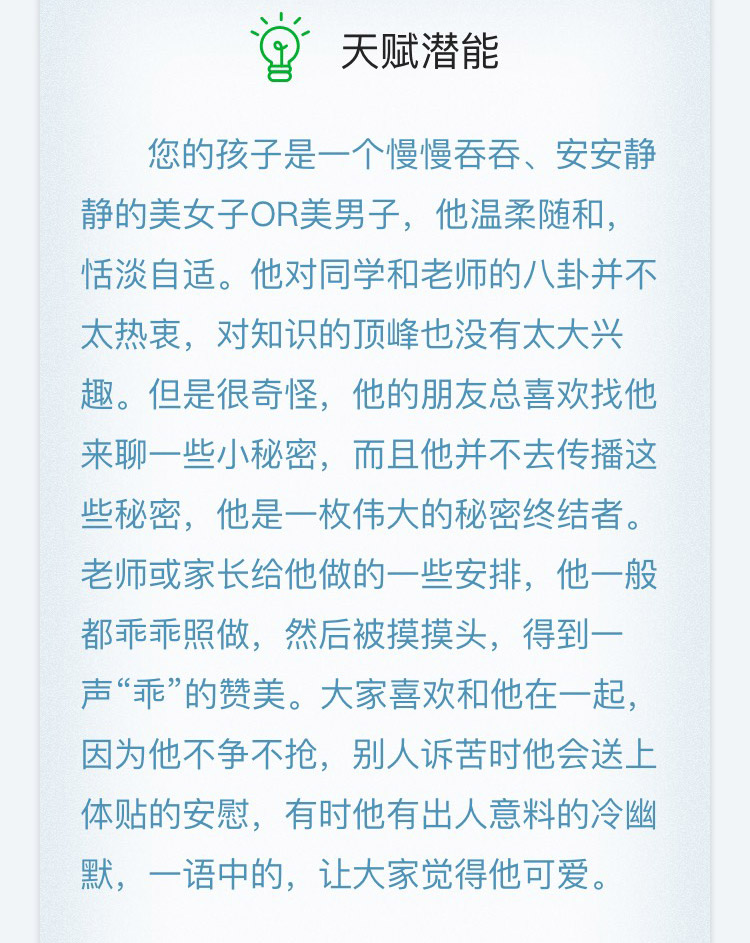 天赋潜能
您的孩子是一个慢慢吞吞、安安静
静的美女子OR美男子，他温柔随和，
恬淡自适。他对同学和老师的八卦并不
太热衷，对知识的顶峰也没有太大兴
趣。但是很奇怪，他的朋友总喜欢找他
来聊一些小秘密，而且他并不去传播这
些秘密，他是一枚伟大的秘密终结者。
老师或家长给他做的一些安排，他一般
都乖乖照做，然后被摸摸头，得到一
声“乖”的赞美。大家喜欢和他在一起，
因为他不争不抢，别人诉苦时他会送上
体贴的安慰，有时他有出人意料的冷幽
默，一语中的，让大家觉得他可爱。